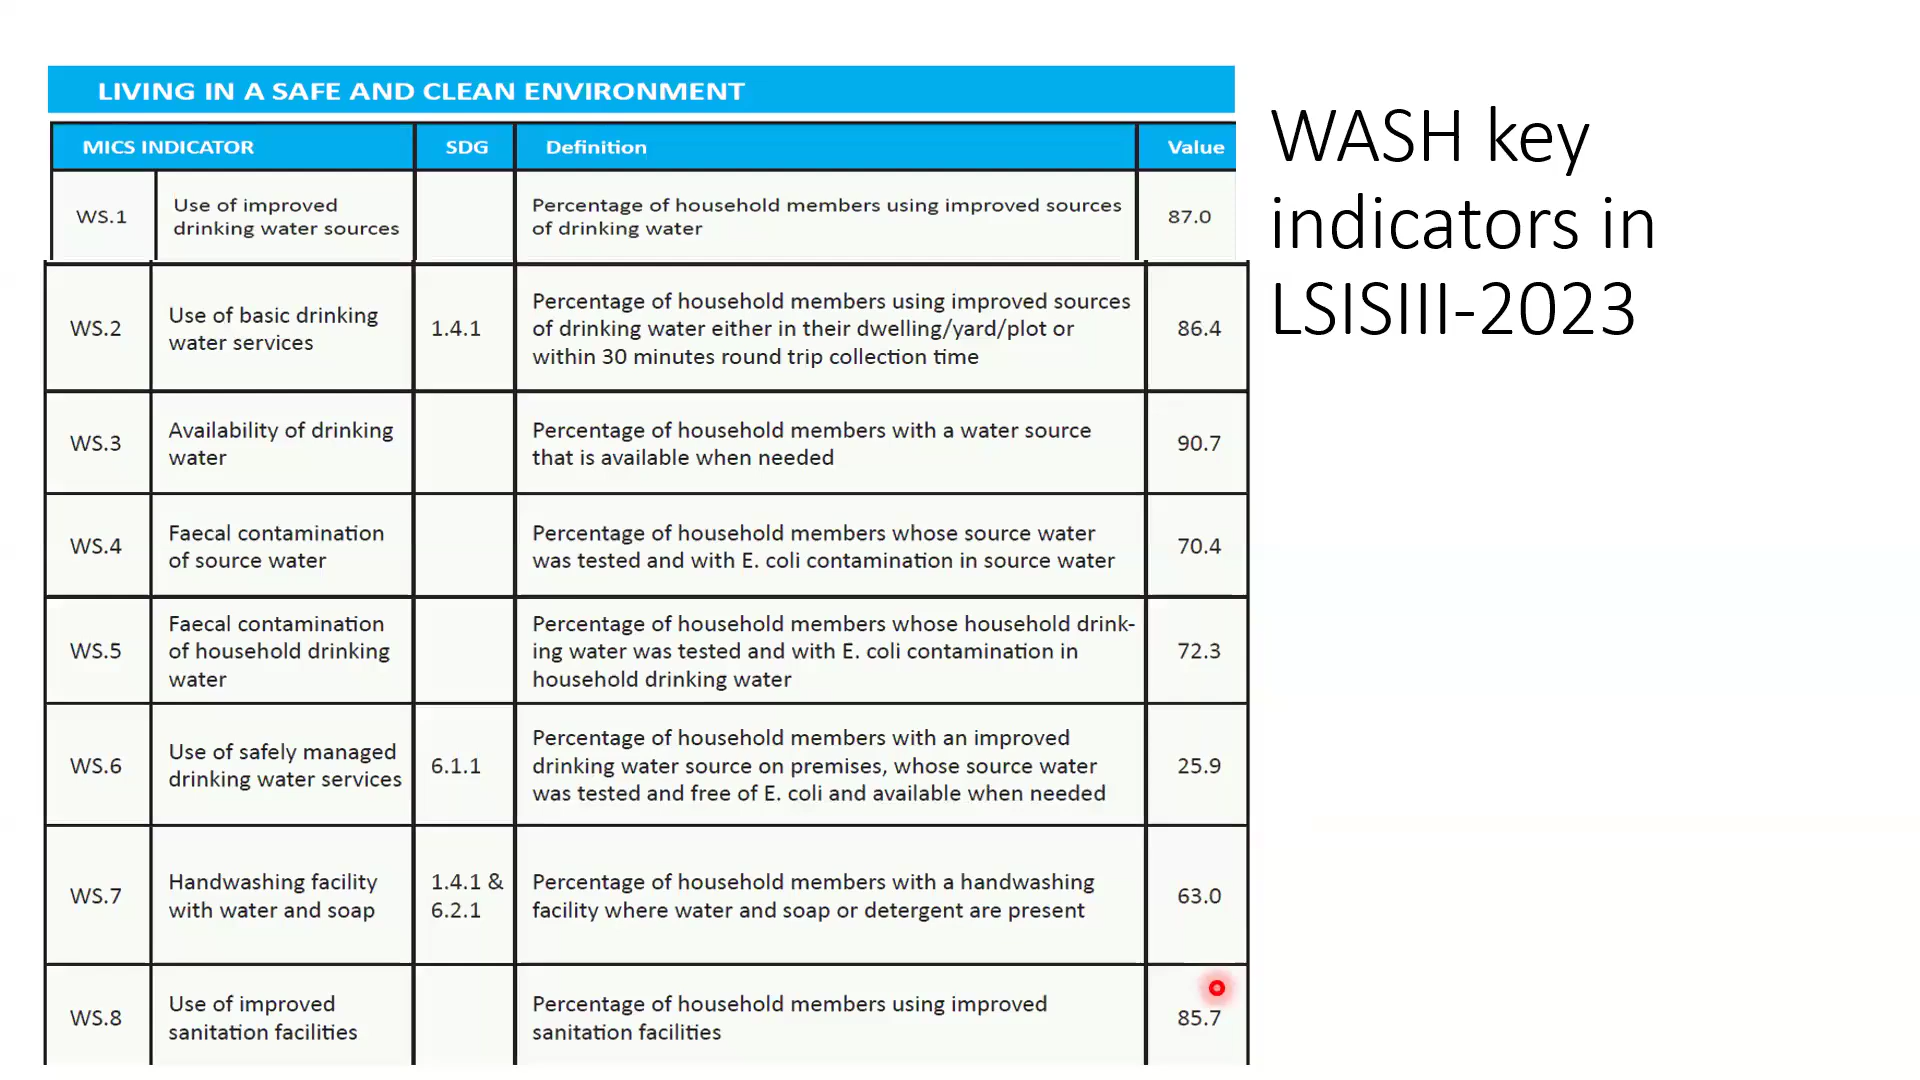 LIVING IN A SAFE AND CLEAN ENVIRONMENT
MICS INDICATOR SDG Definition Value
WS.1
Use of improved
drinking water sources
Percentage of household members using improved sources
of drinking water
87.0
WS.2
Use of basic drinking
water services
1.4.1
Percentage of household members using improved sources
of drinking water either in their dwelling/yard/plot or
within 30 minutes round trip collection time
86.4
WS.3
Availability of drinking
water
Percentage of household members with a water source
that is available when needed
90.7
WS.4
Faecal contamination
of source water
Percentage of household members whose source water
was tested and with E. coli contamination in source water
70.4
WS.5
Faecal contamination
of household drinking
water
Percentage of household members whose household drink-
ing water was tested and with E. coli contamination in
household drinking water
72.3
WS.6
Use of safely managed
drinking water services
6.1.1
Percentage of household members with an improved
drinking water source on premises, whose source water
was tested and free of E. coli and available when needed
25.9
WS.7
Handwashing facility
with water and soap
1.4.1 &
6.2.1
Percentage of household members with a handwashing
facility where water and soap or detergent are present
63.0
WS.8
Use of improved
sanitation facilities
Percentage of household members using improved
sanitation facilities
85.7
WASH key
indicators in
LSISIII-2023